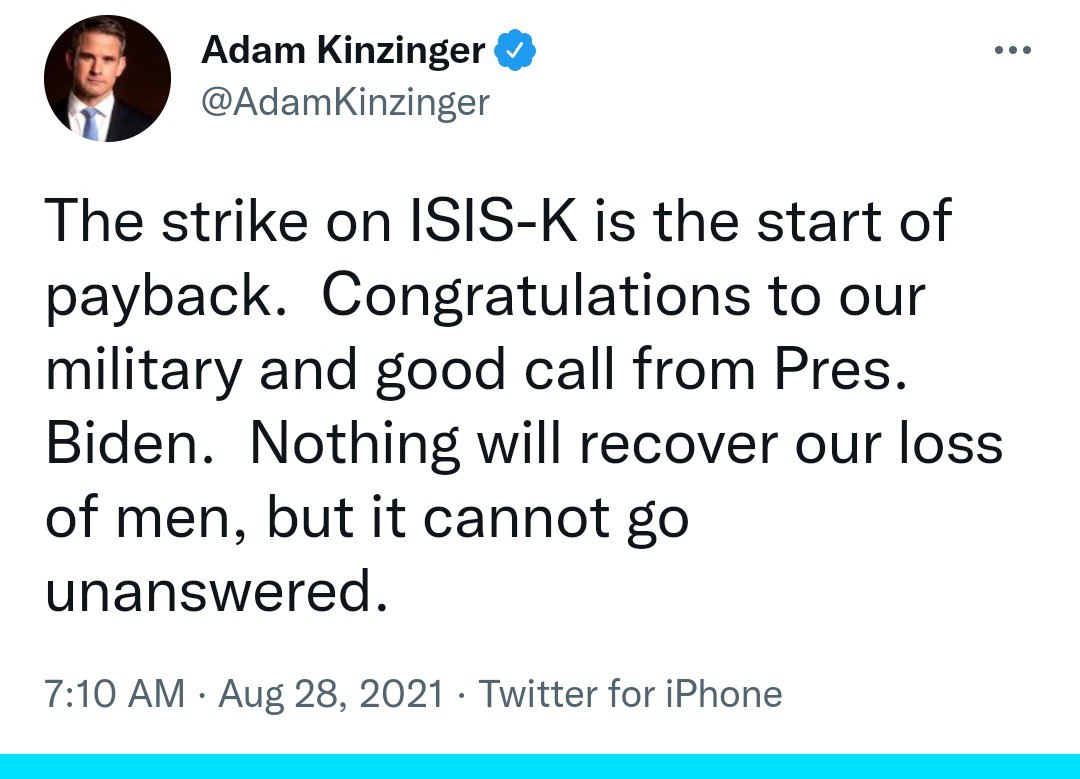 Adam Kinzinger
@AdamKinzinger
The strike on ISIS-K is the start of
payback.  Congratulations to our
military and good call from Pres.
Biden.  Nothing will recover our loss
of men, but it cannot go
unanswered.
7:10 AM · Aug 28, 2021 · Twitter for iPhone